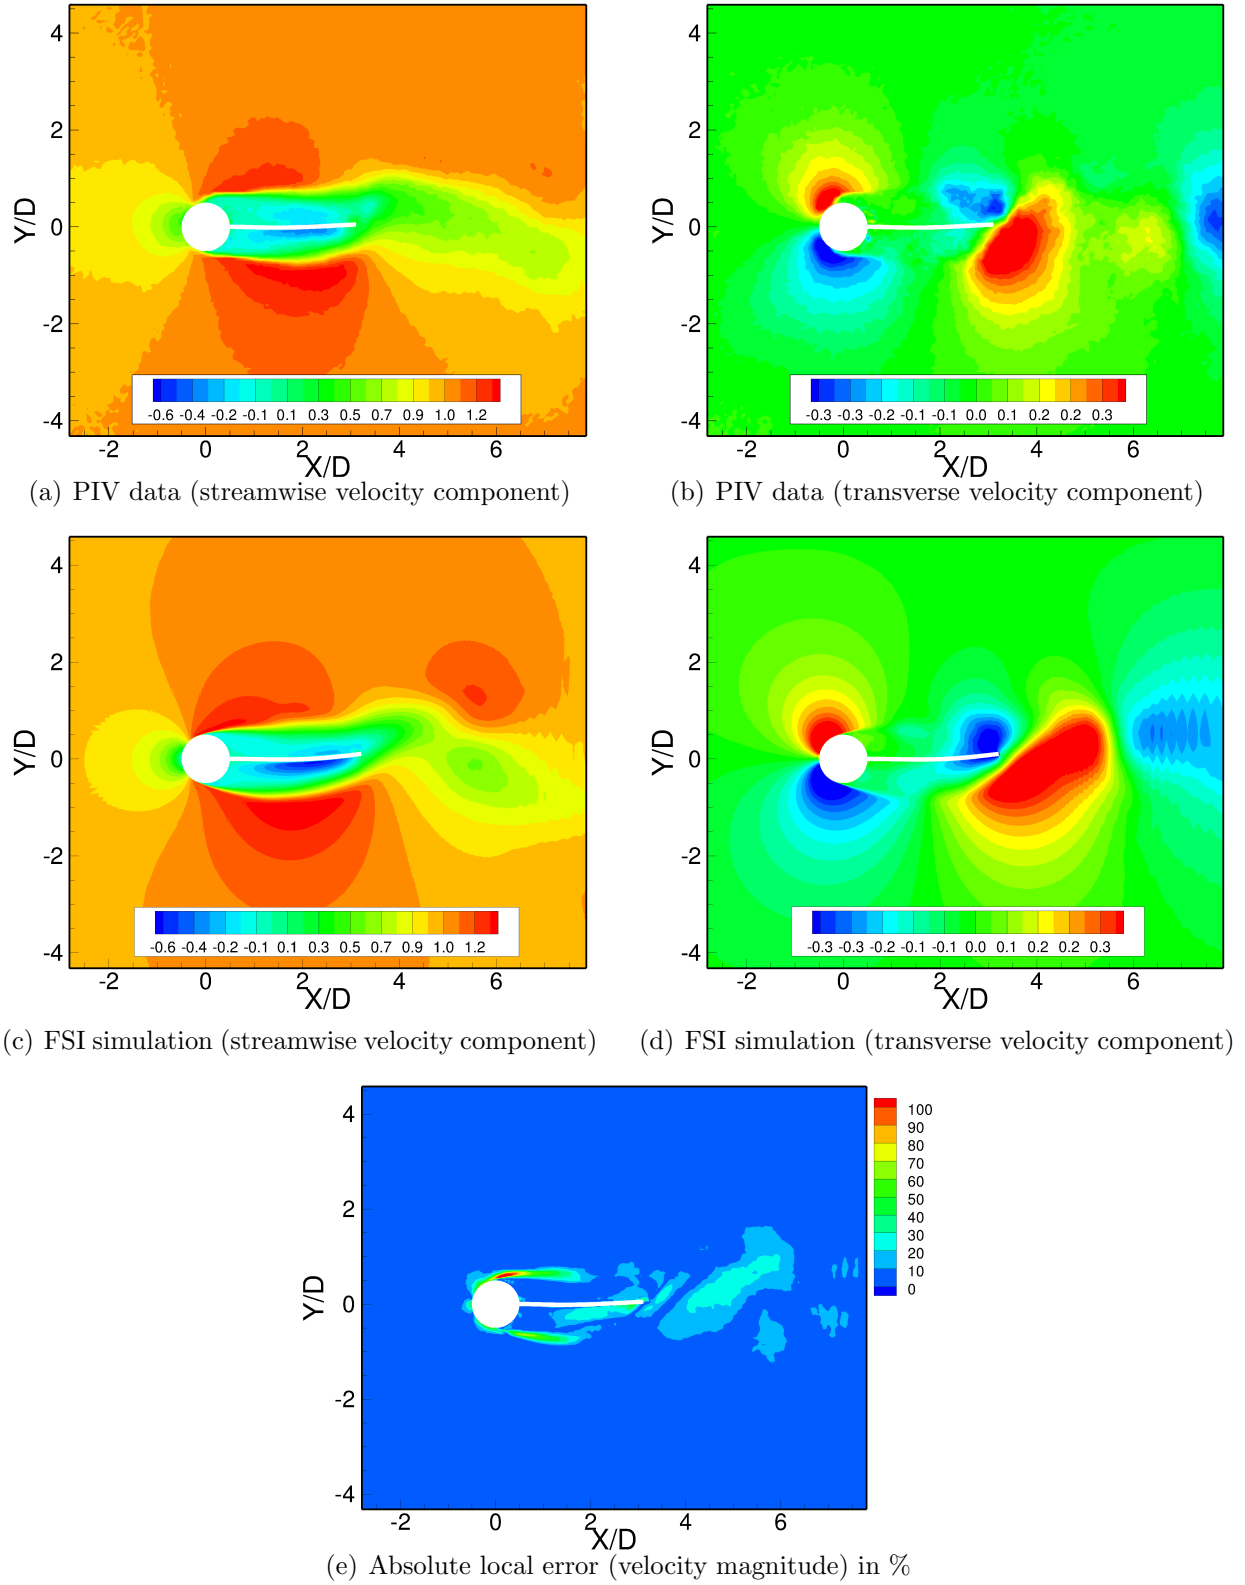 4
2
0
-2
-4
Y/D
-0.6 -0.4 -0.2 -0.1 0.1 0.3 0.5 0.7 0.9 1.0 1.2
-2 0 2 4 6
X/D
(a) PIV data (streamwise velocity component)
4
2
0
-2
-4
Y/D
-0.3 -0.3 -0.2 -0.1 -0.1 0.0 0.1 0.2 0.2 0.3
-2 0 2 4 6
X/D
(b) PIV data (transverse velocity component)
4
2
0
-2
-4
Y/D
-0.6 -0.4 -0.2 -0.1 0.1 0.3 0.5 0.7 0.9 1.0 1.2
-2 0 2 4 6
X/D
(c) FSI simulation (streamwise velocity component)
4
2
0
-2
-4
Y/D
-0.3 -0.3 -0.2 -0.1 -0.1 0.0 0.1 0.2 0.2 0.3
-2 0 2 4 6
X/D
(d) FSI simulation (transverse velocity component)
4
2
0
-2
-4
Y/D
100
90
80
70
60
50
40
30
20
10
0
-2 0 2 4 6
X/D
(e) Absolute local error (velocity magnitude) in %